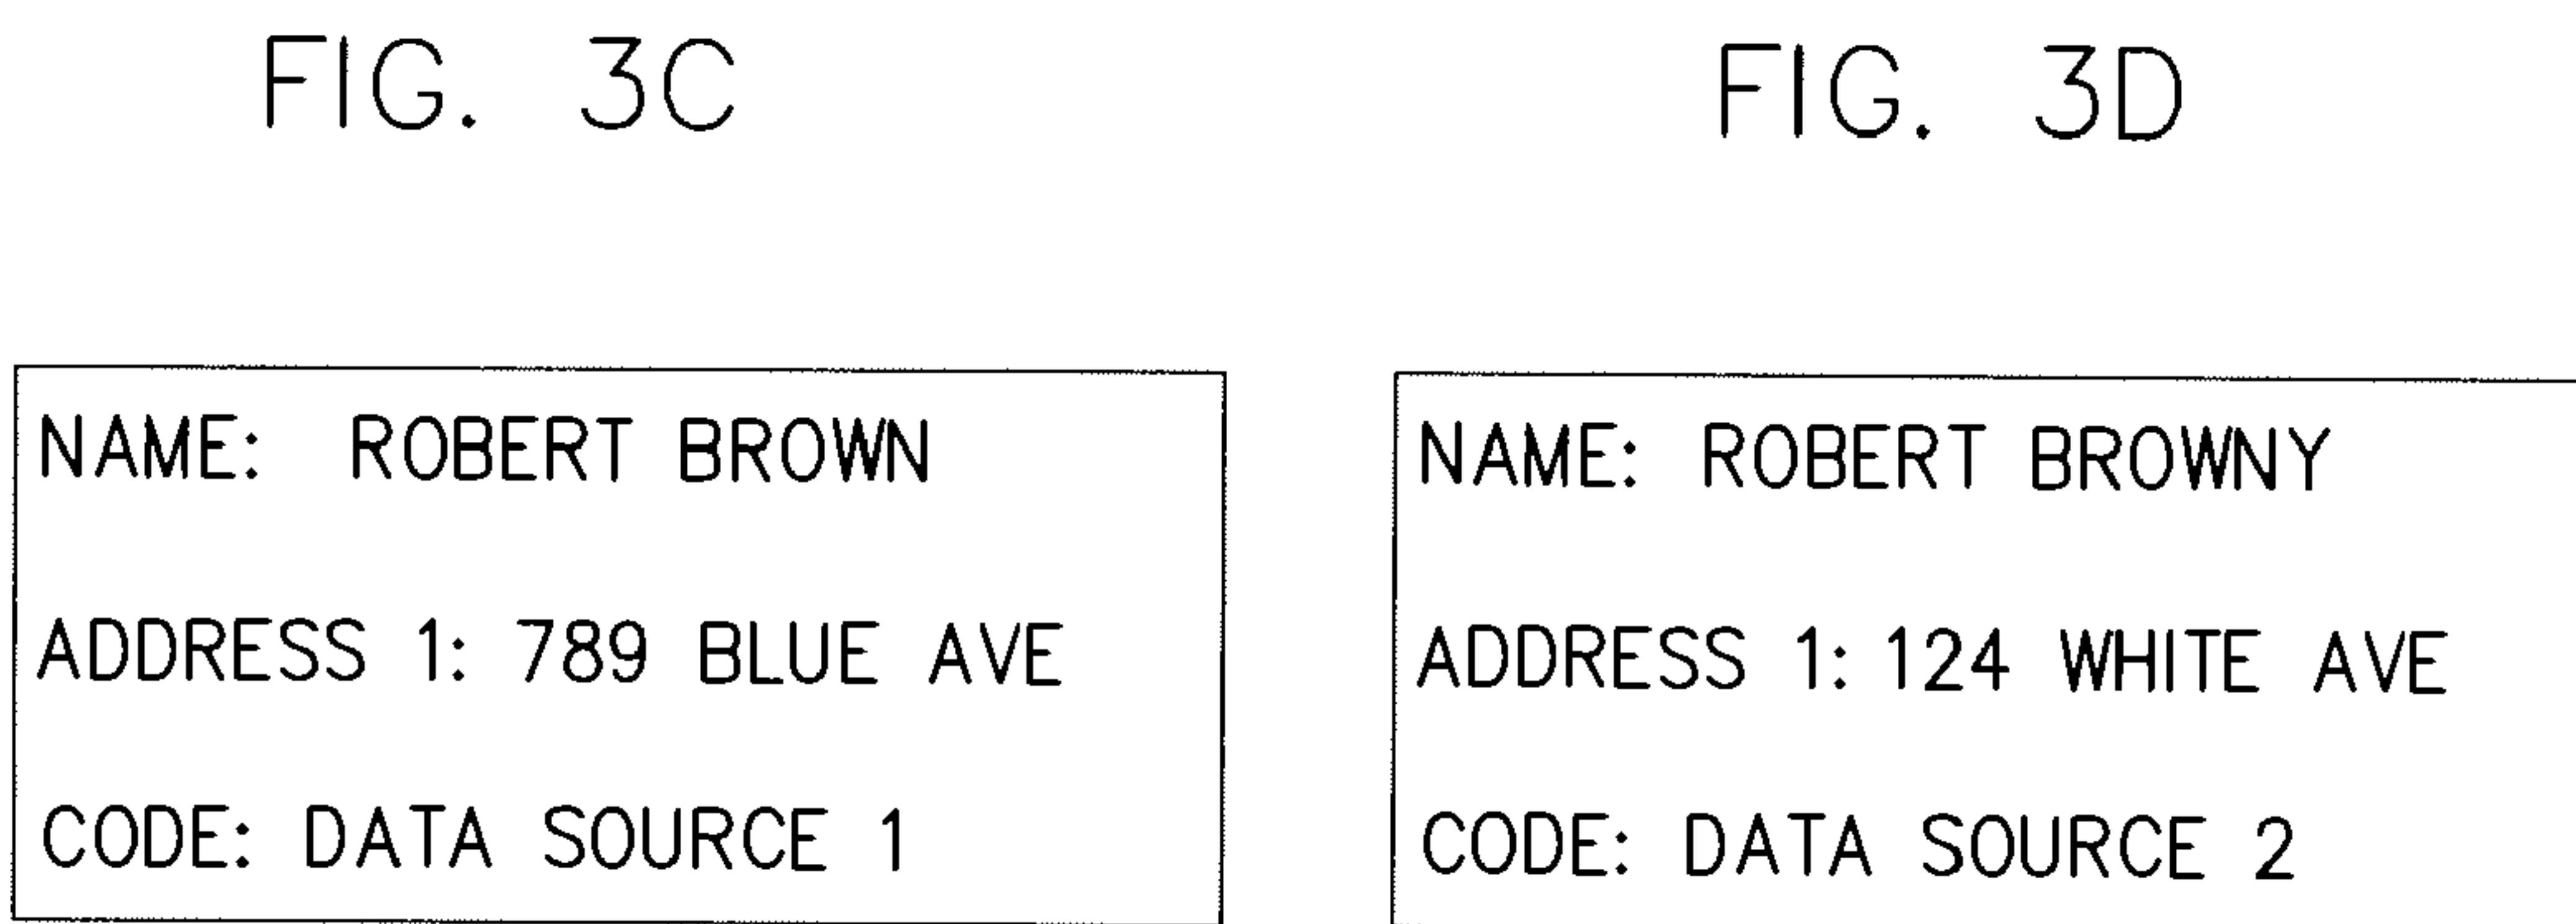 FIG. 3C
NAME: ROBERT BROWN
ADDRESS 1: 789 BLUE AVE
CODE: DATA SOURCE 1
FIG. 3D
NAME: ROBERT BROWNY
ADDRESS 1: 124 WHITE AVE
CODE: DATA SOURCE 2